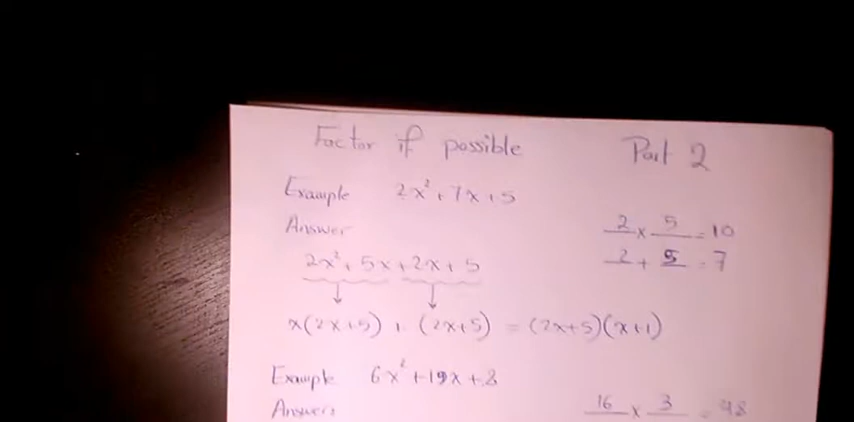 Factor if possible Part 2
Example 2x² + 7x + 5
Answer 2 x 5 = 10
2 + 5 = 7
2x² + 5x + 2x + 5
x(2x+5) + (2x+5) = (2x+5)(x+1)
Example 6x² + 19x + 8
Answer: 16 x 3 = 48